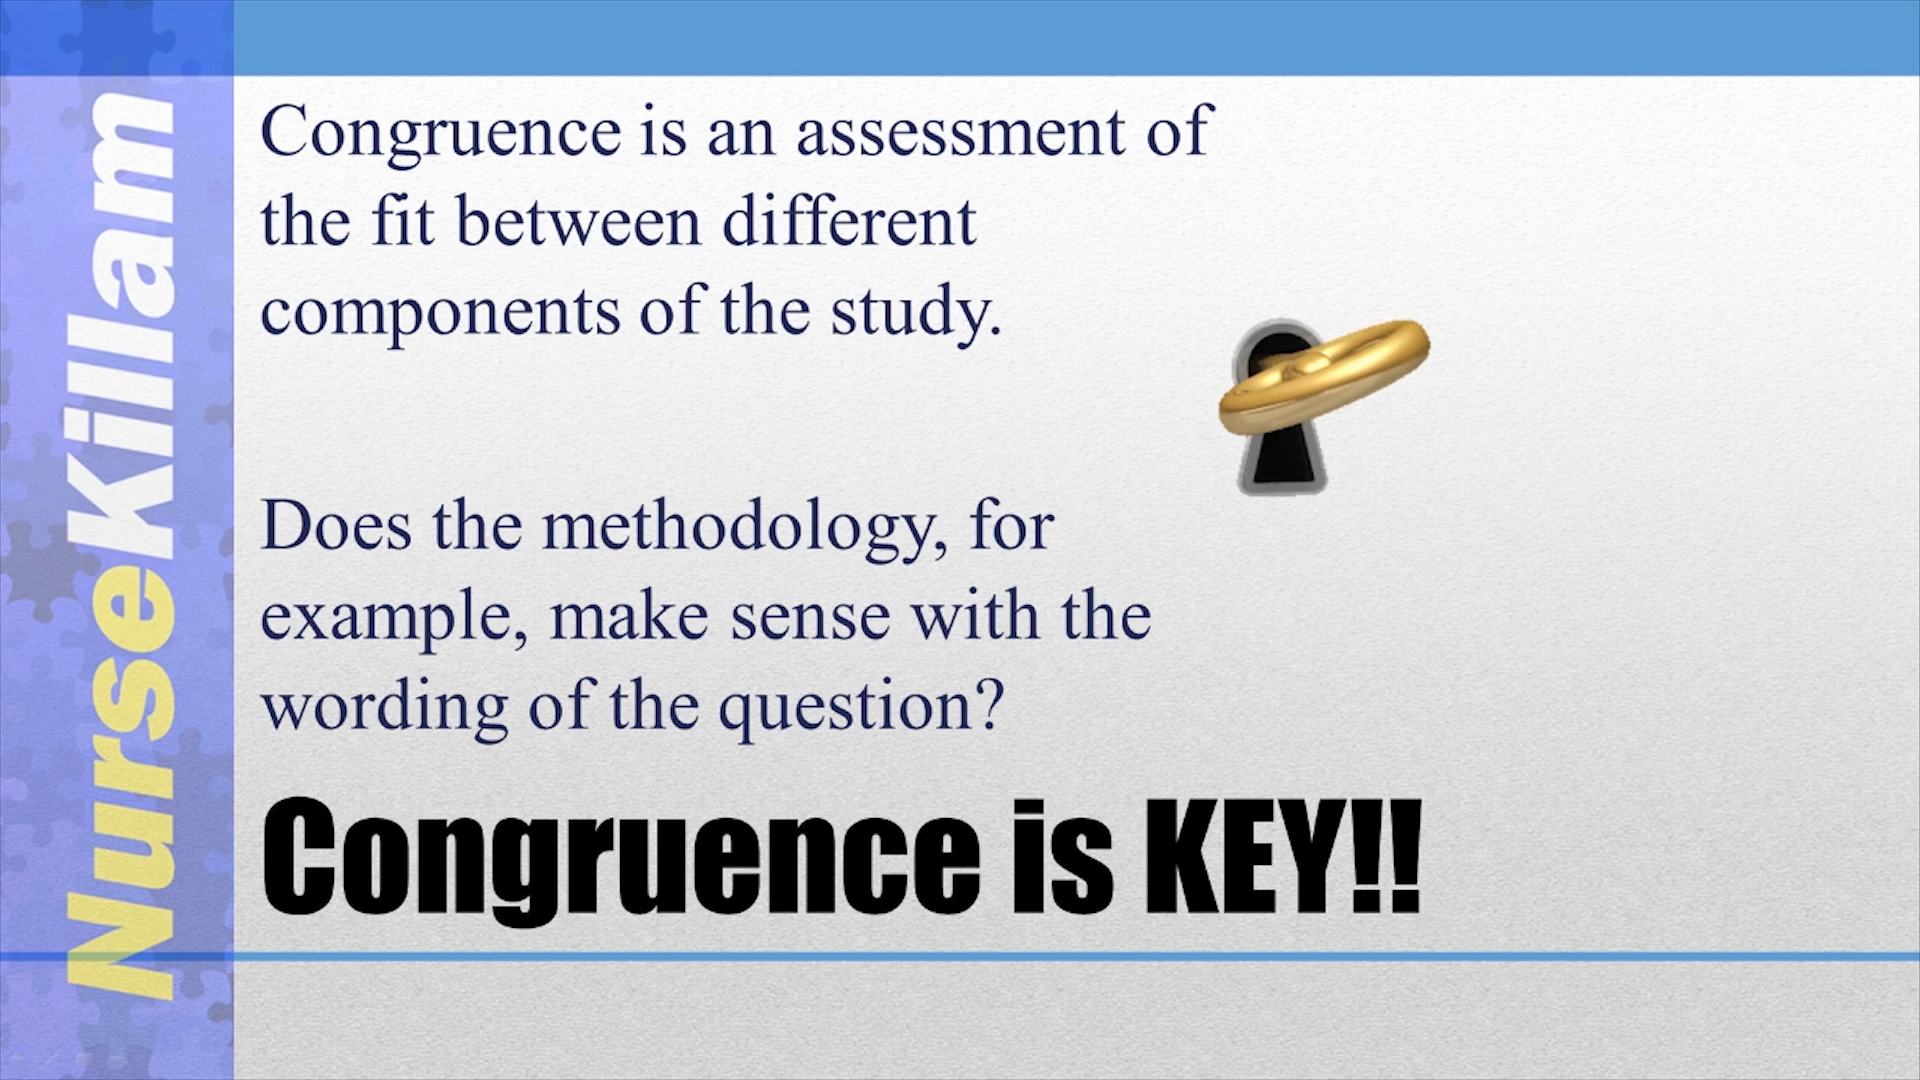 NurseKillam
Congruence is an assessment of
the fit between different
components of the study.
Does the methodology, for
example, make sense with the
wording of the question?
Congruence is KEY!!